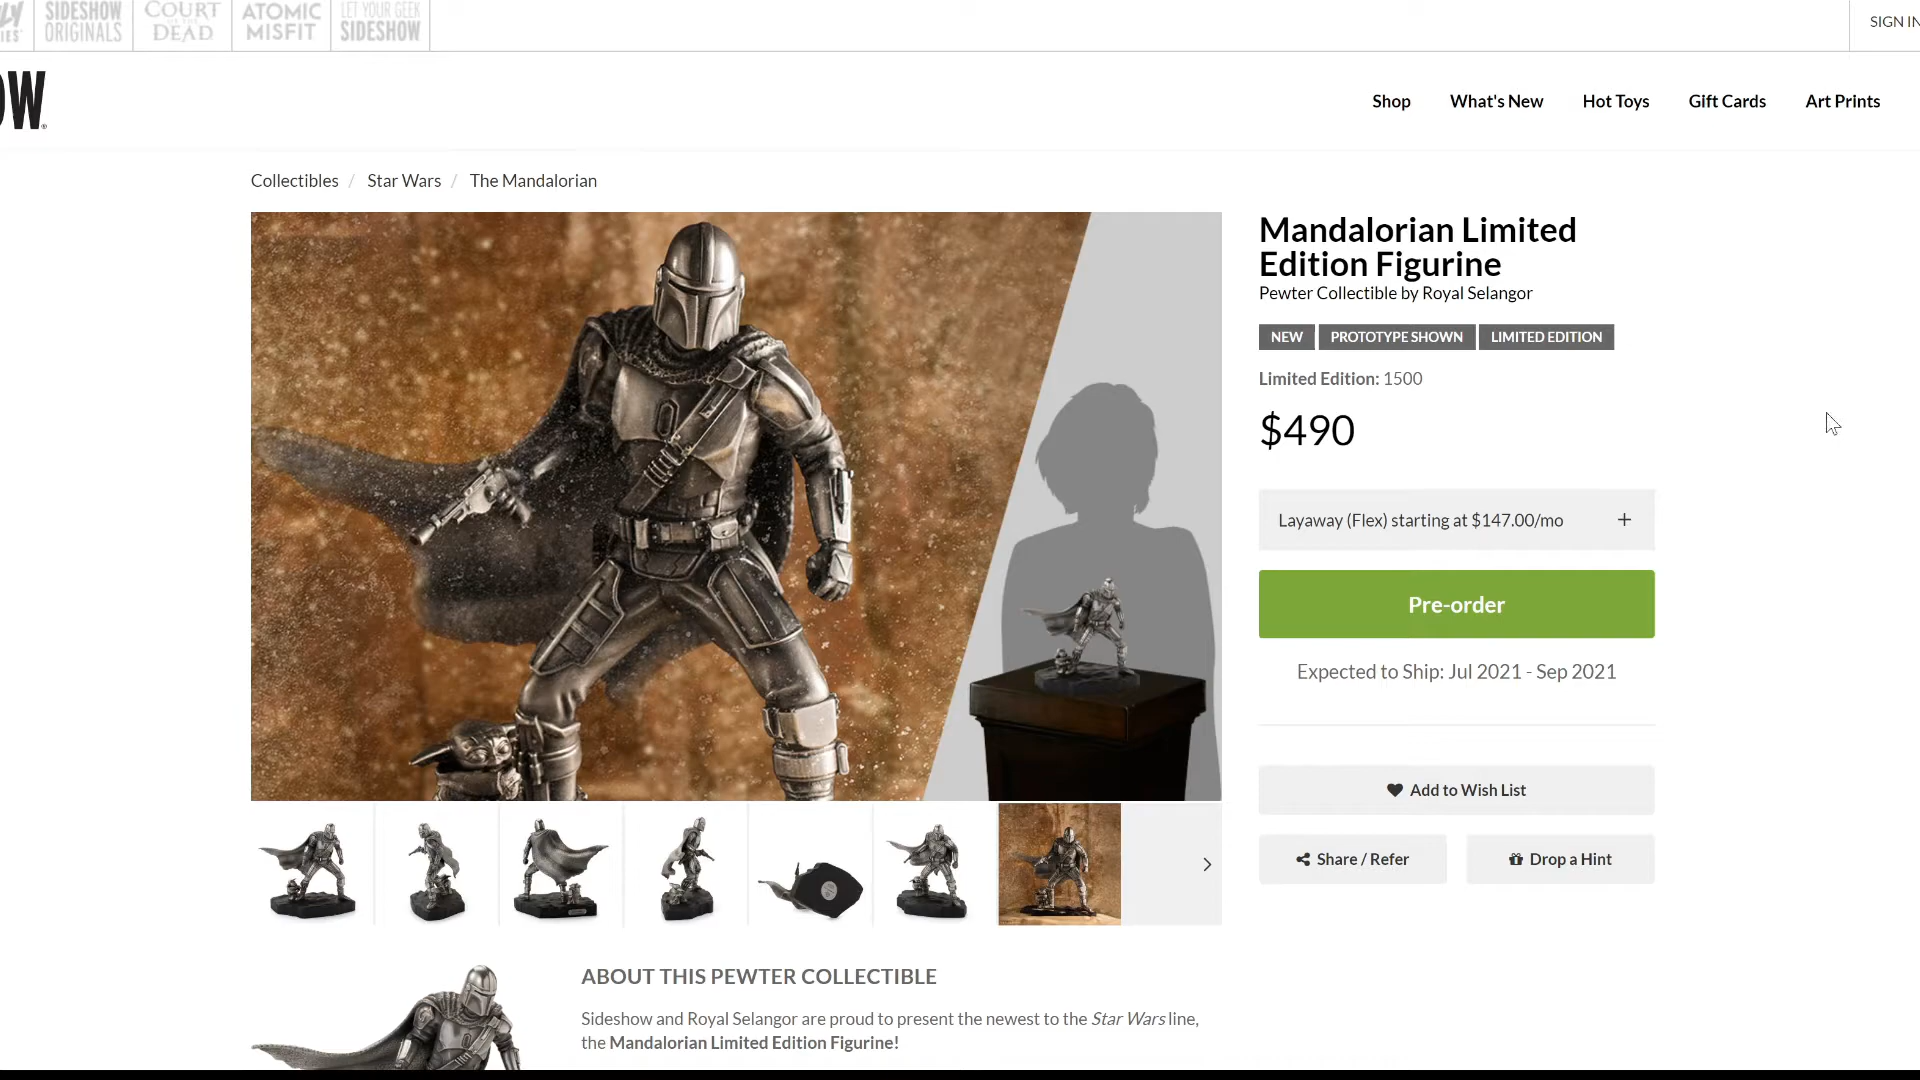 SIDESHOW
ORIGINALS
COURT
OF THE
DEAD
ATOMIC
MISFIT
LET YOUR GEEK
SIDESHOW
SIGN IN
OW
Shop
What's New
Hot Toys
Gift Cards
Art Prints
Collectibles / Star Wars / The Mandalorian
Mandalorian Limited
Edition Figurine
Pewter Collectible by Royal Selangor
NEW
PROTOTYPE SHOWN
LIMITED EDITION
Limited Edition: 1500
$490
Layaway (Flex) starting at $147.00/mo +
Pre-order
Expected to Ship: Jul 2021 - Sep 2021
Add to Wish List
Share / Refer
Drop a Hint
ABOUT THIS PEWTER COLLECTIBLE
Sideshow and Royal Selangor are proud to present the newest to the Star Wars line,
the Mandalorian Limited Edition Figurine!